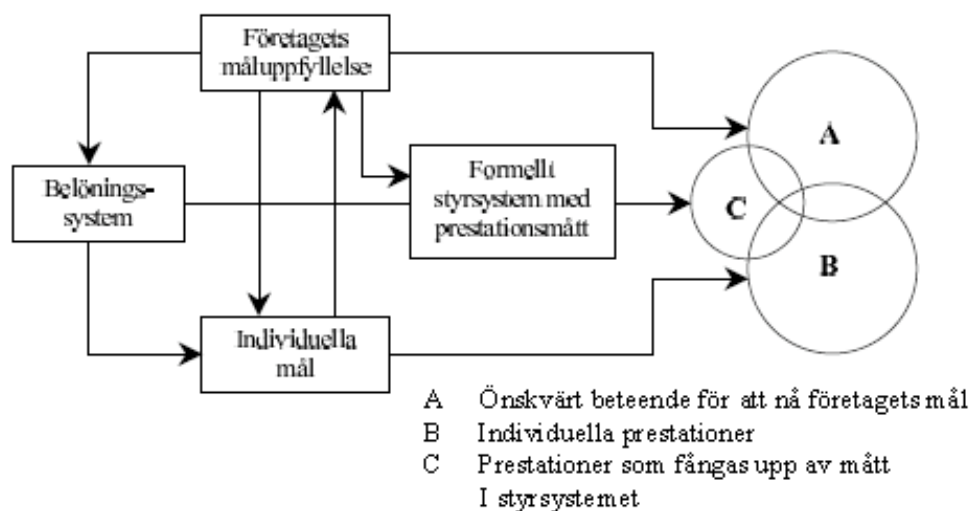 Företagets
måluppfyllelse
Belönings-
system
Formellt
styrsystem med
prestationsmått
Individuella
mål
A
C
B
A Önskvärt beteende för att nå företagets mål
B Individuella prestationer
C Prestationer som fångas upp av mått
I styrsystemet